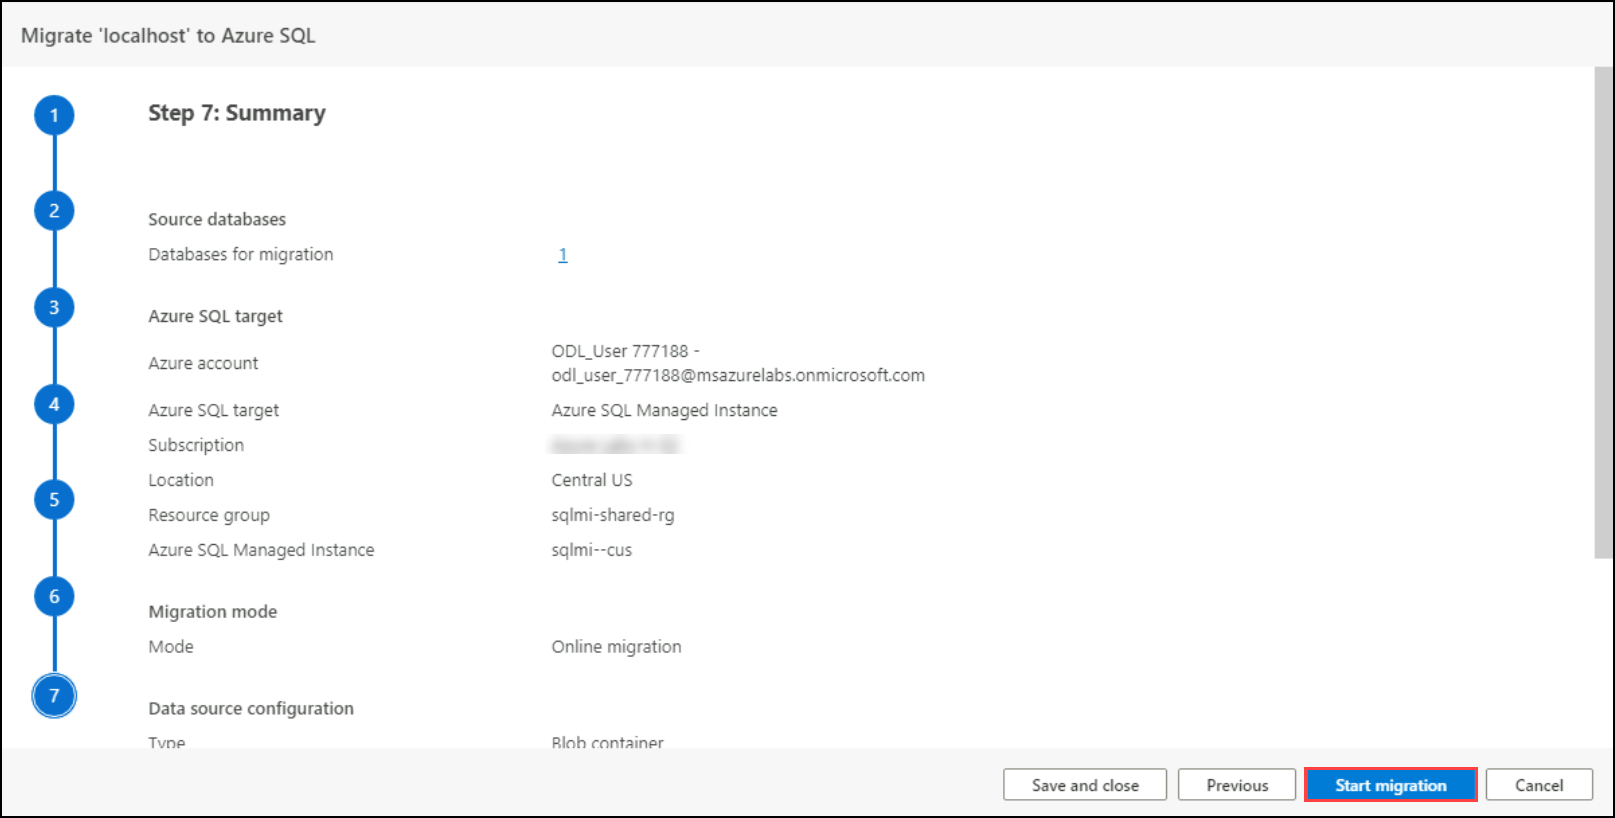 Migrate 'localhost' to Azure SQL
1
Step 7: Summary
2
Source databases
Databases for migration 1
3
Azure SQL target
Azure account ODL_User 777188 -
odl_user_777188@msazurelabs.onmicrosoft.com
4
Azure SQL target Azure SQL Managed Instance
Subscription
Location Central US
5
Resource group sqlmi-shared-rg
Azure SQL Managed Instance sqlmi--cus
6
Migration mode
Mode Online migration
7
Data source configuration
Type Blob container
Save and close Previous Start migration Cancel